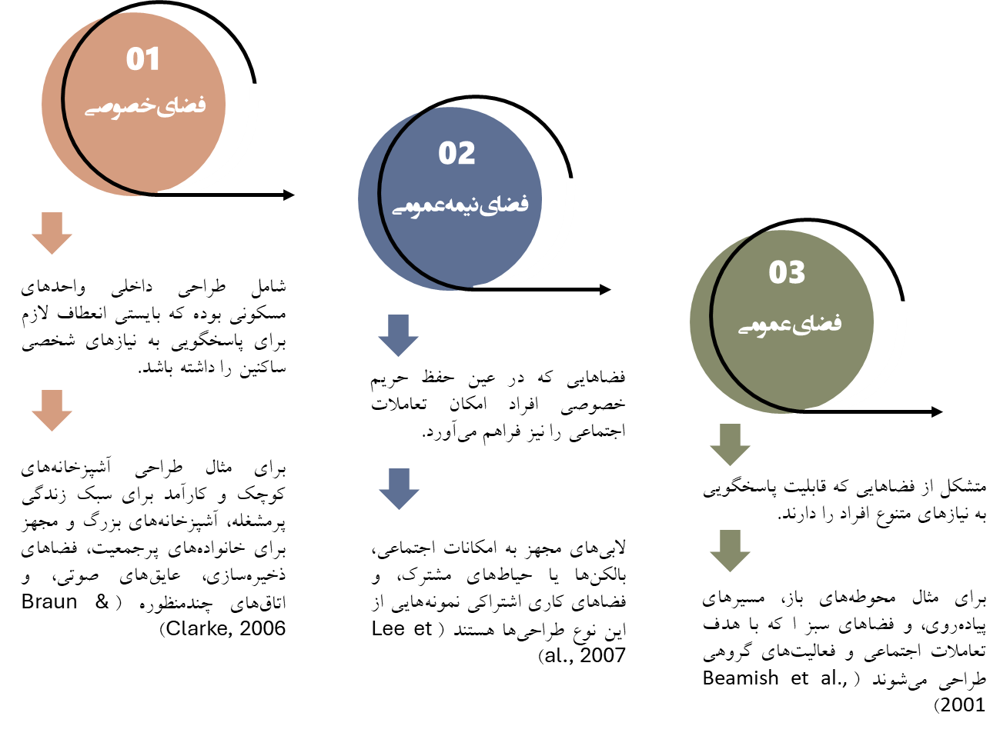 01
فضای خصوصی
شامل طراحی داخلی واحدهای
مسکونی بوده که بایستی انعطاف لازم
برای پاسخگویی به نیازهای شخصی
ساکنین را داشته باشد.
برای مثال طراحی آشپزخانه‌های
کوچک و کارآمد برای سبک زندگی
پرمشغله، آشپزخانه‌های بزرگ و مجهز
برای خانواده‌های پرجمعیت، فضاهای
ذخیره‌سازی، عایق‌های صوتی، و
اتاق‌های چندمنظوره (Braun &
Clarke, 2006)
02
فضای نیمه‌عمومی
فضاهایی که در عین حفظ حریم
خصوصی افراد امکان تعاملات
اجتماعی را نیز فراهم می‌آورد.
لابی‌های مجهز به امکانات اجتماعی،
بالکن‌ها یا حیاط‌های مشترک، و
فضاهای کاری اشتراکی نمونه‌هایی از
این نوع طراحی‌ها هستند (Lee et
al., 2007)
03
فضای عمومی
متشکل از فضاهایی که قابلیت پاسخگویی
به نیازهای متنوع افراد را دارند.
برای مثال محوطه‌های باز، مسیرهای
پیاده‌روی، و فضاهای سبز ا که با هدف
تعاملات اجتماعی و فعالیت‌های گروهی
طراحی می‌شوند (Beamish et al.,
2001)